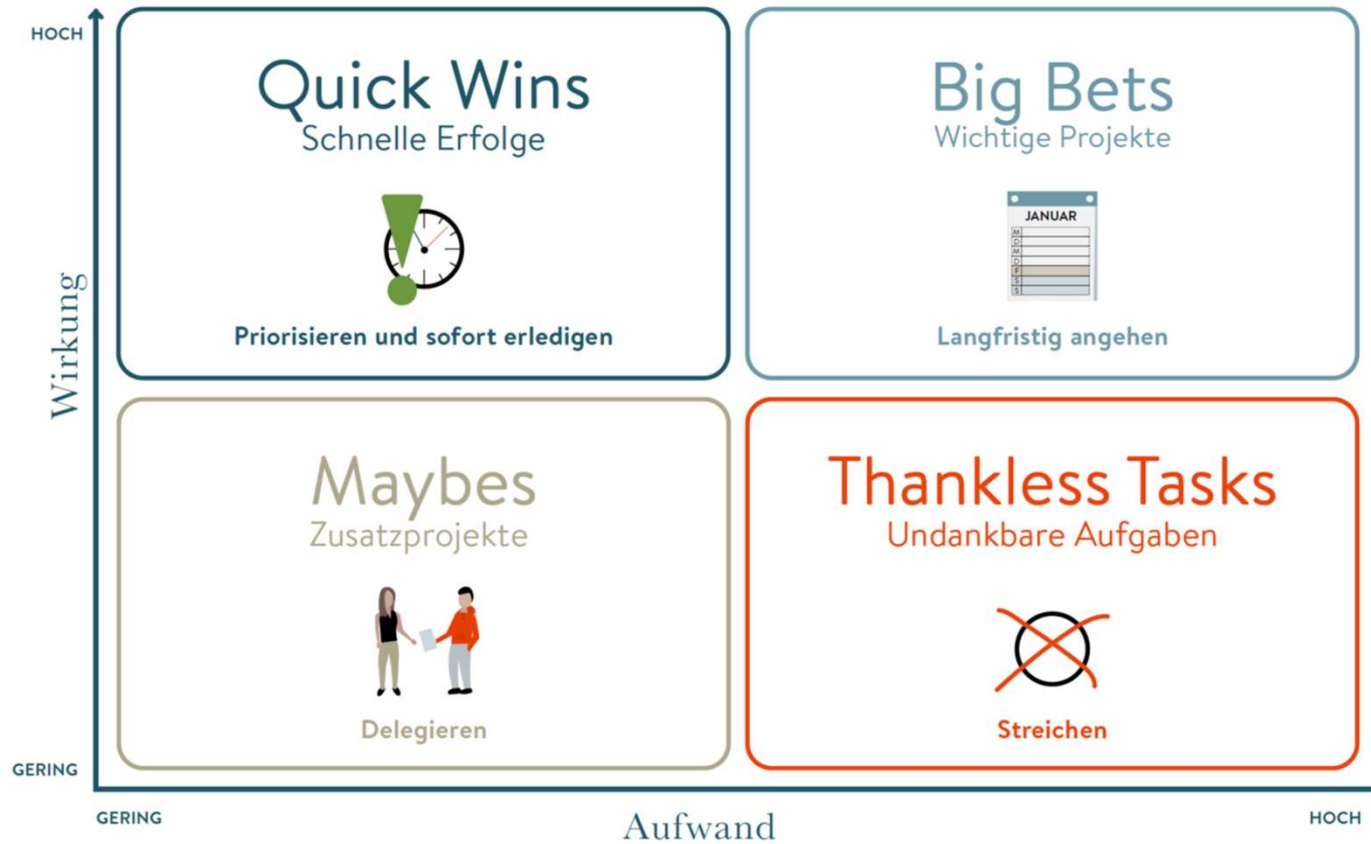 HOCH
Wirkung
GERING
Quick Wins
Schnelle Erfolge
Priorisieren und sofort erledigen
Big Bets
Wichtige Projekte
JANUAR
M
D
M
D
F
S
S
Langfristig angehen
Maybes
Zusatzprojekte
Delegieren
Thankless Tasks
Undankbare Aufgaben
Streichen
GERING
Aufwand
HOCH